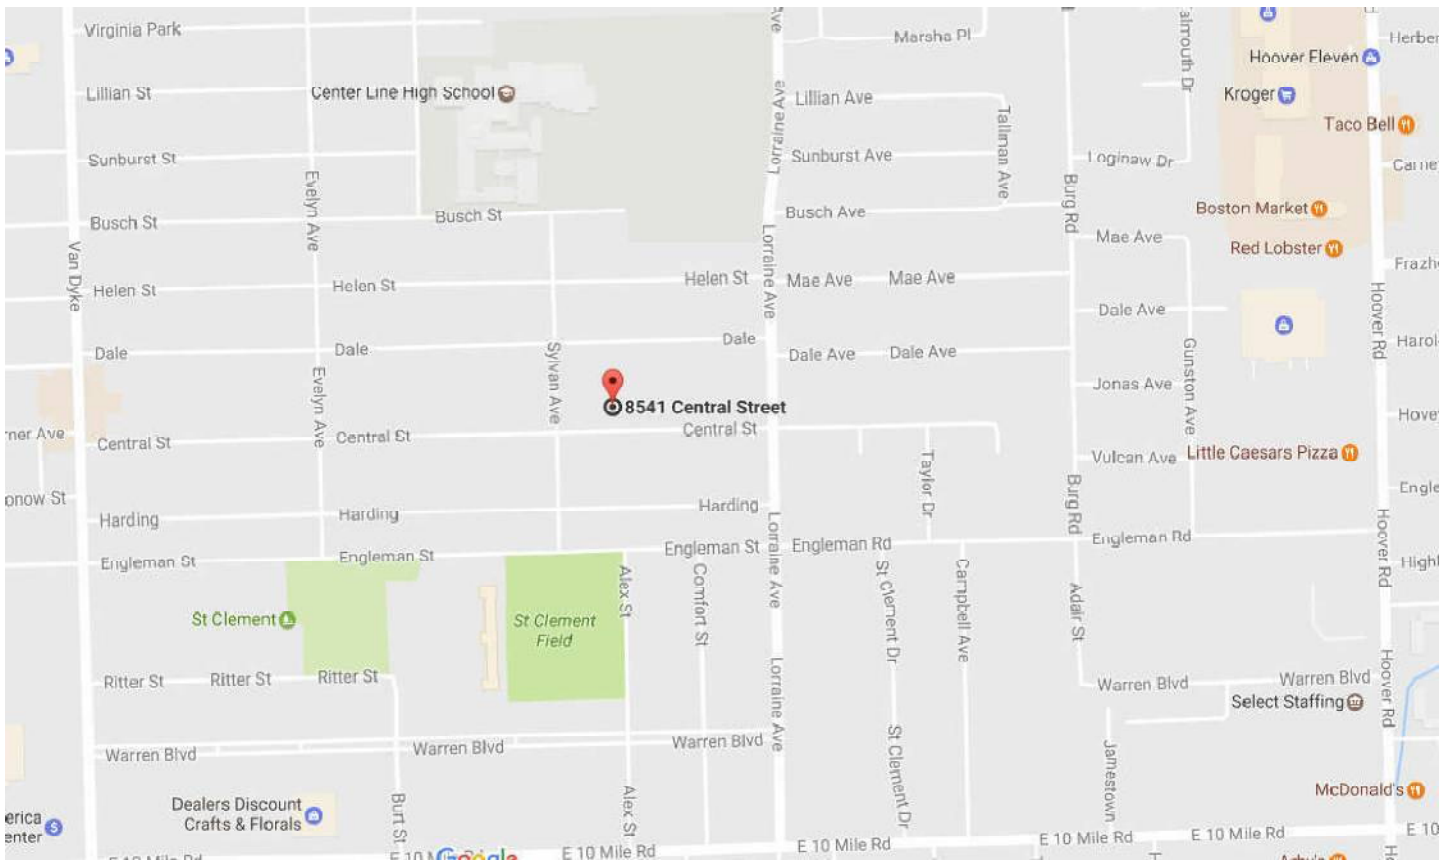 Virginia Park
Marsha Pl
Hoover Eleven
Lillian St
Center Line High School
Lorraine Ave
Lillian Ave
Tallman Ave
Kroger
Taco Bell
Sunburst St
Sunburst Ave
Loginaw Dr
Evelyn Ave
Burg Rd
Busch St
Busch St
Busch Ave
Boston Market
Mae Ave
Red Lobster
Van Dyke
Lorraine Ave
Helen St
Helen St
Helen St
Mae Ave
Mae Ave
Hoover Rd
Dale Ave
Dale
Dale
Dale
Dale Ave
Dale Ave
Sylvan Ave
Gunston Ave
Evelyn Ave
Jonas Ave
8541 Central Street
Central St
Central St
Central St
Taylor Dr
Vulcan Ave
Little Caesars Pizza
Burg Rd
Harding
Harding
Harding
Lorraine Ave
Hoover Rd
Engleman St
Engleman St
Engleman St
Engleman Rd
Engleman Rd
Alex St
Comfort St
St Clement Dr
Campbell Ave
Adair St
St Clement
St Clement
Field
Ritter St
Ritter St
Ritter St
Lorraine Ave
Warren Blvd
Warren Blvd
Hoover Rd
Select Staffing
Warren Blvd
Warren Blvd
Warren Blvd
St Clement Dr
Jamestown
Dealers Discount
Crafts & Florals
Burt St
Alex St
McDonald's
E 10 Mile Rd
E 10 Mile Rd
E 10 Mile Rd
E 10 Mile Rd
Google